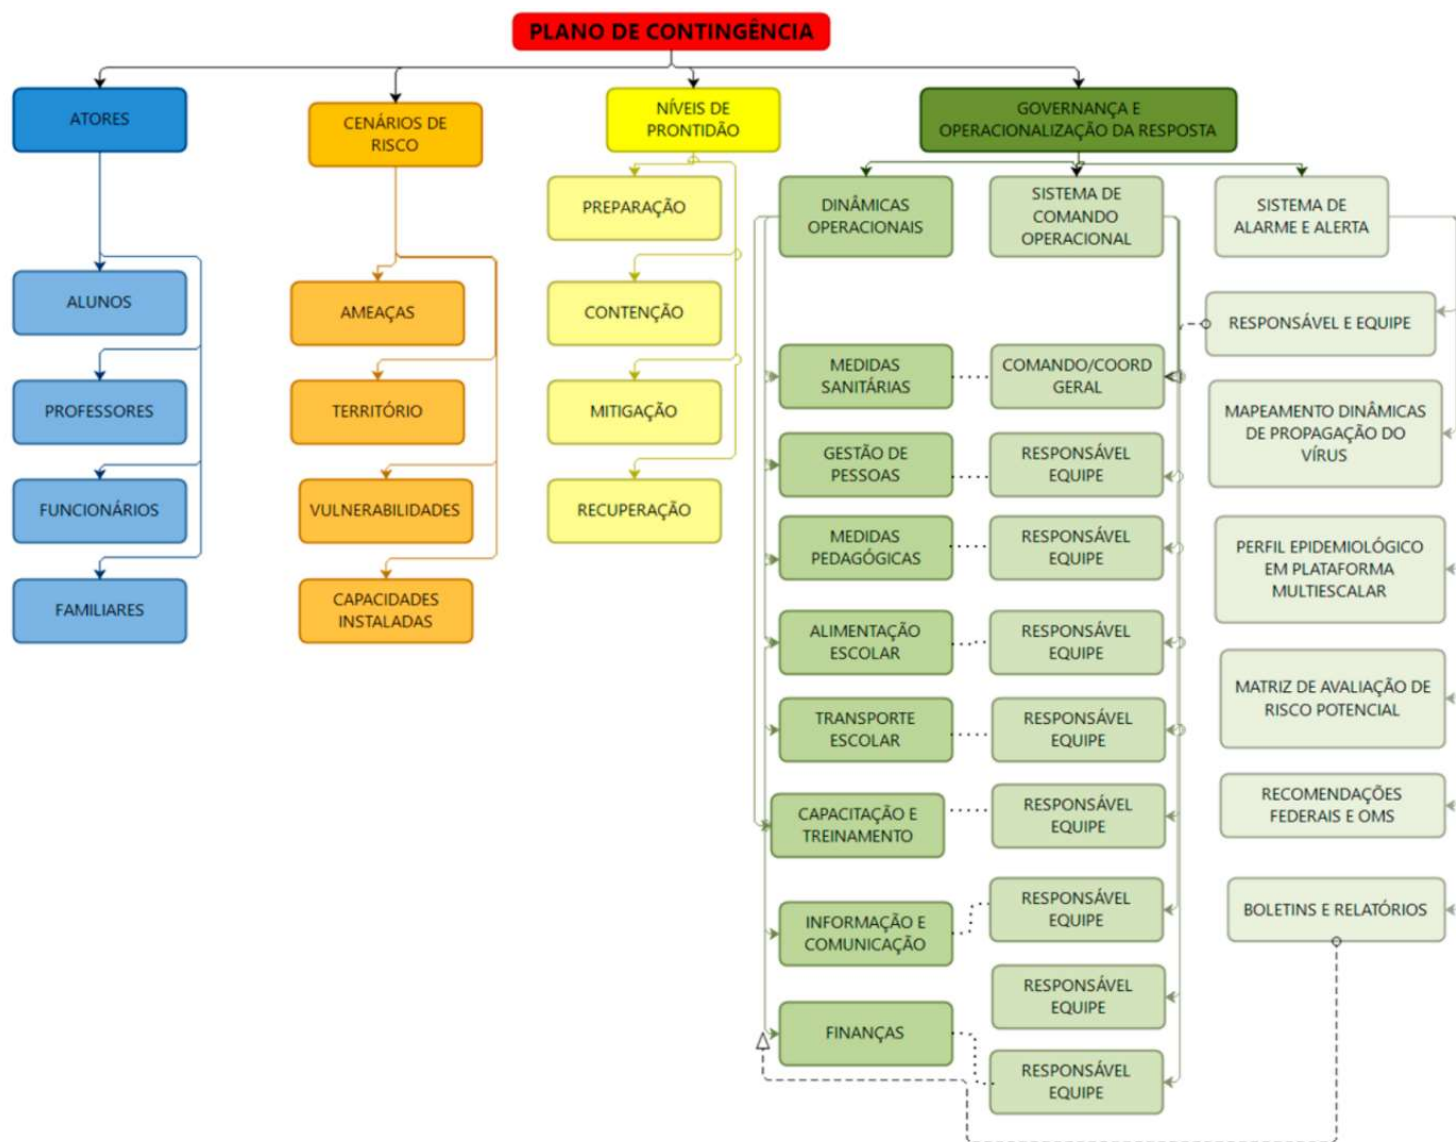 PLANO DE CONTINGÊNCIA
ATORES
CENÁRIOS DE
RISCO
NÍVEIS DE
PRONTIDÃO
GOVERNANÇA E
OPERACIONALIZAÇÃO DA RESPOSTA
ALUNOS
PROFESSORES
FUNCIONÁRIOS
FAMILIARES
AMEAÇAS
TERRITÓRIO
VULNERABILIDADES
CAPACIDADES
INSTALADAS
PREPARAÇÃO
CONTENÇÃO
MITIGAÇÃO
RECUPERAÇÃO
DINÂMICAS
OPERACIONAIS
MEDIDAS
SANITÁRIAS
GESTÃO DE
PESSOAS
MEDIDAS
PEDAGÓGICAS
ALIMENTAÇÃO
ESCOLAR
TRANSPORTE
ESCOLAR
CAPACITAÇÃO E
TREINAMENTO
INFORMAÇÃO E
COMUNICAÇÃO
FINANÇAS
SISTEMA DE
COMANDO
OPERACIONAL
COMANDO/COORD
GERAL
RESPONSÁVEL
EQUIPE
RESPONSÁVEL
EQUIPE
RESPONSÁVEL
EQUIPE
RESPONSÁVEL
EQUIPE
RESPONSÁVEL
EQUIPE
RESPONSÁVEL
EQUIPE
RESPONSÁVEL
EQUIPE
RESPONSÁVEL
EQUIPE
SISTEMA DE
ALARME E ALERTA
RESPONSÁVEL E EQUIPE
MAPEAMENTO DINÂMICAS
DE PROPAGAÇÃO DO
VÍRUS
PERFIL EPIDEMIOLÓGICO
EM PLATAFORMA
MULTIESCALAR
MATRIZ DE AVALIAÇÃO DE
RISCO POTENCIAL
RECOMENDAÇÕES
FEDERAIS E OMS
BOLETINS E RELATÓRIOS